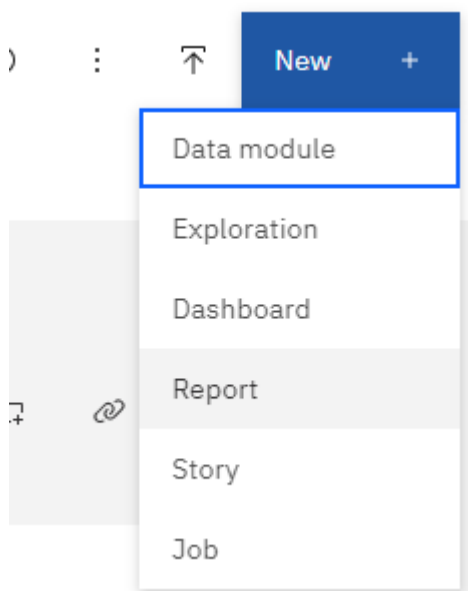 New +
Data module
Exploration
Dashboard
Report
Story
Job